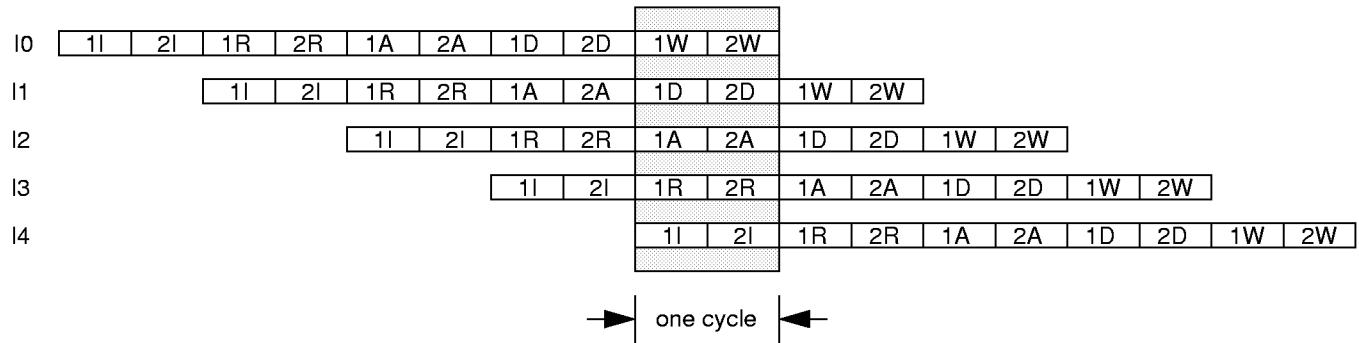 I0 1I 2I 1R 2R 1A 2A 1D 2D 1W 2W
I1 1I 2I 1R 2R 1A 2A 1D 2D 1W 2W
I2 1I 2I 1R 2R 1A 2A 1D 2D 1W 2W
I3 1I 2I 1R 2R 1A 2A 1D 2D 1W 2W
I4 1I 2I 1R 2R 1A 2A 1D 2D 1W 2W
one cycle